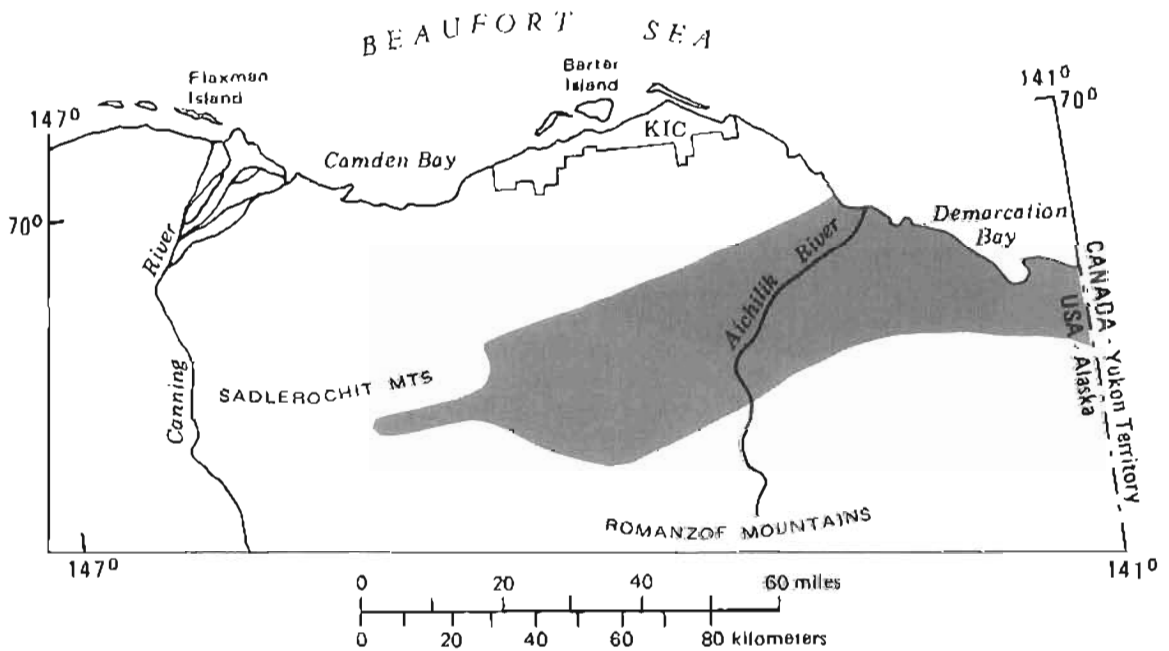 BEAUFORT SEA
Flaxman
Island
Barter
Island
141°
70°
147°
KIC
Camden Bay
Demarcation
Bay
70°
River
Aichilik River
CANADA - Yukon Territory
USA - Alaska
SADLEROCHIT MTS
Canning
ROMANZOF MOUNTAINS
147°
141°
0 20 40 60 miles
0 20 40 60 80 kilometers